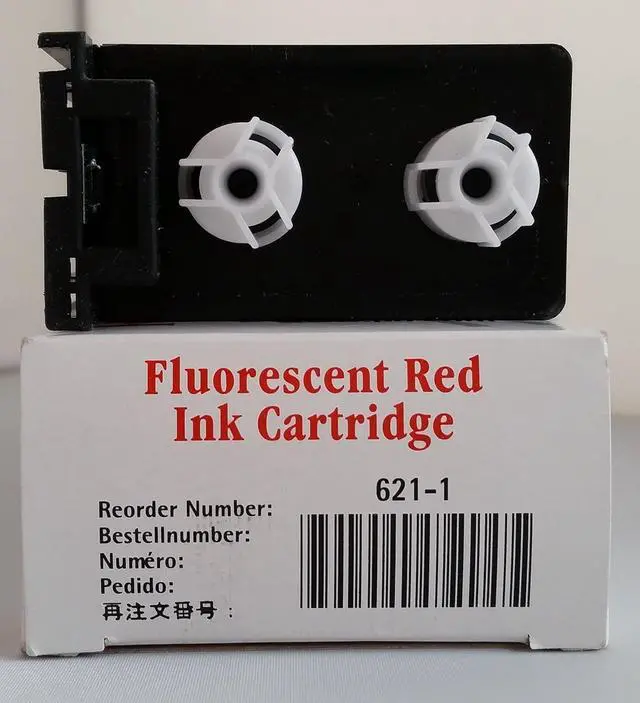 Fluorescent Red
Ink Cartridge
621-1
Reorder Number:
Bestellnumber:
Numéro:
Pedido:
再注文番号：